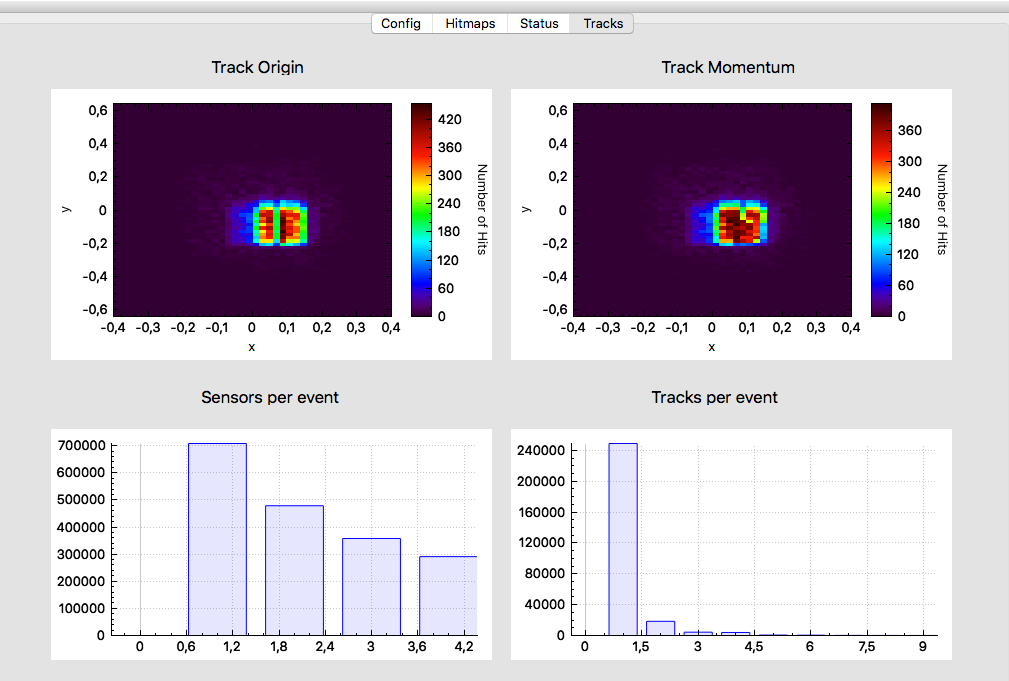 Config Hitmaps Status Tracks
Track Origin
0,6
0,4
0,2
0
-0,2
-0,4
-0,6
y
-0,4 -0,3 -0,2 -0,1 0 0,1 0,2 0,3 0,4
x
420
360
300
240
180
120
60
0
Number of Hits
Track Momentum
0,6
0,4
0,2
0
-0,2
-0,4
-0,6
y
-0,4 -0,3 -0,2 -0,1 0 0,1 0,2 0,3 0,4
x
360
300
240
180
120
60
0
Number of Hits
Sensors per event
700000
600000
500000
400000
300000
200000
100000
0
0 0,6 1,2 1,8 2,4 3 3,6 4,2
Tracks per event
240000
200000
160000
120000
80000
40000
0
0 1,5 3 4,5 6 7,5 9